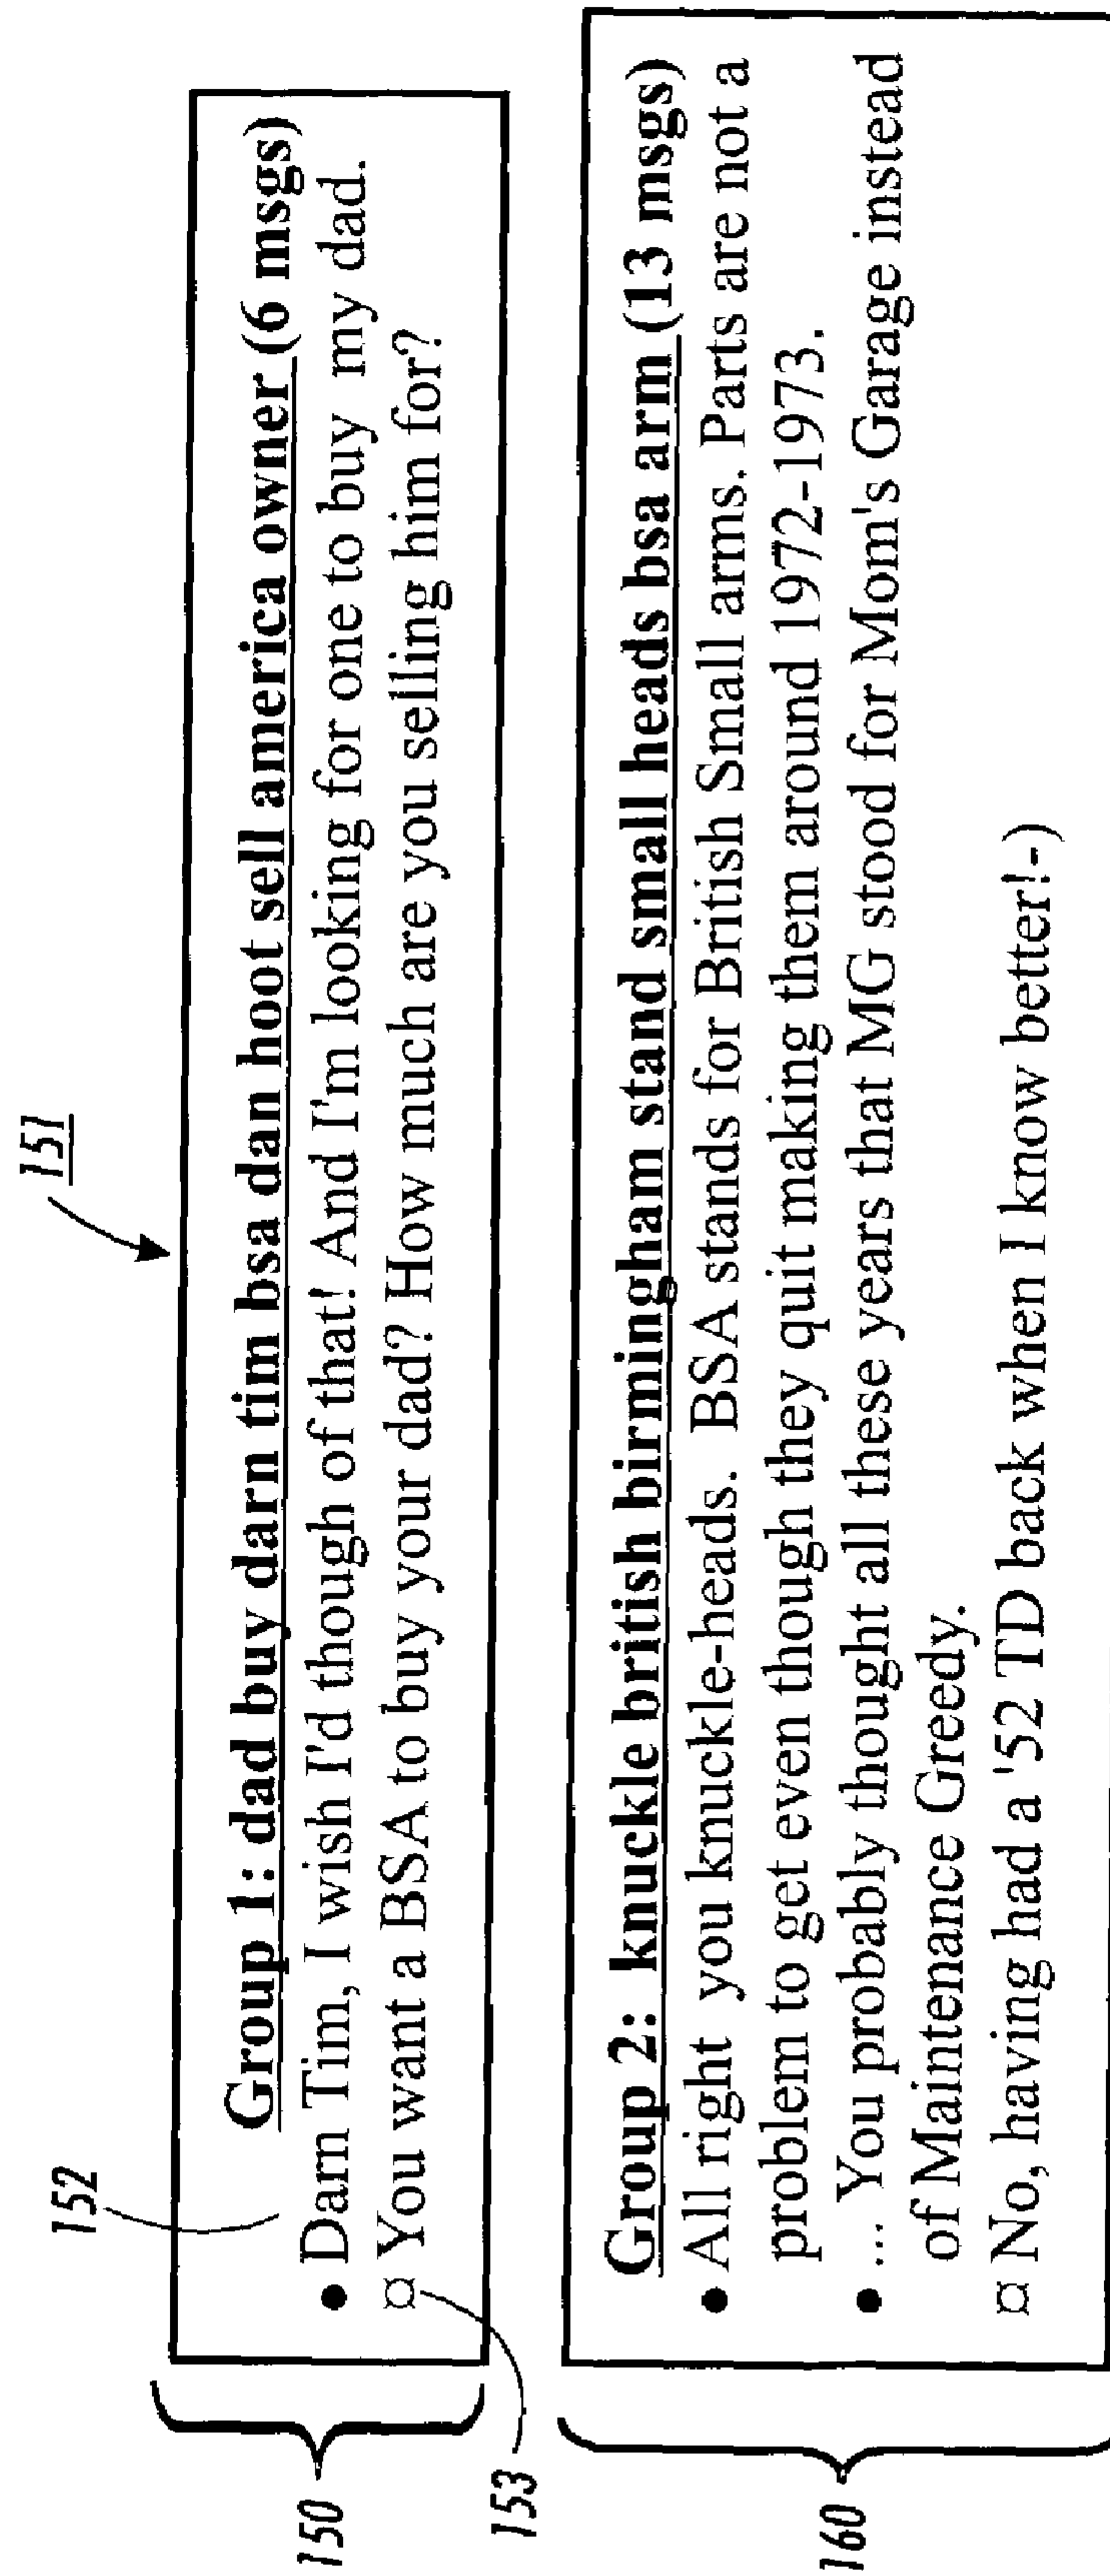 151
152
Group 1: dad buy darn tim bsa dan hoot sell america owner (6 msgs)
● Darn Tim, I wish I'd though of that! And I'm looking for one to buy my dad.
¤ You want a BSA to buy your dad? How much are you selling him for?
150
153
Group 2: knuckle british birmingham stand small heads bsa arm (13 msgs)
● All right you knuckle-heads. BSA stands for British Small arms. Parts are not a
problem to get even though they quit making them around 1972-1973.
● ... You probably thought all these years that MG stood for Mom's Garage instead
of Maintenance Greedy.
¤ No, having had a '52 TD back when I know better!-)
160